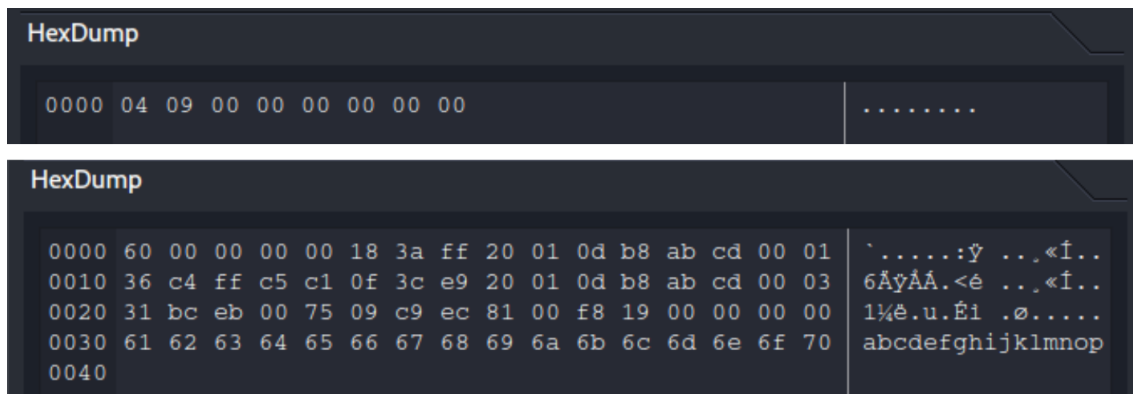 HexDump
0000 04 09 00 00 00 00 00 00 ........
HexDump
0000 60 00 00 00 00 18 3a ff 20 01 0d b8 ab cd 00 01 `.....:ÿ ..¸«Í..
0010 36 c4 ff c5 c1 0f 3c e9 20 01 0d b8 ab cd 00 03 6ÄÿÅÁ.<é ..¸«Í..
0020 31 bc eb 00 75 09 c9 ec 81 00 f8 19 00 00 00 00 1¼ë.u.Éì .ø.....
0030 61 62 63 64 65 66 67 68 69 6a 6b 6c 6d 6e 6f 70 abcdefghijklmnop
0040